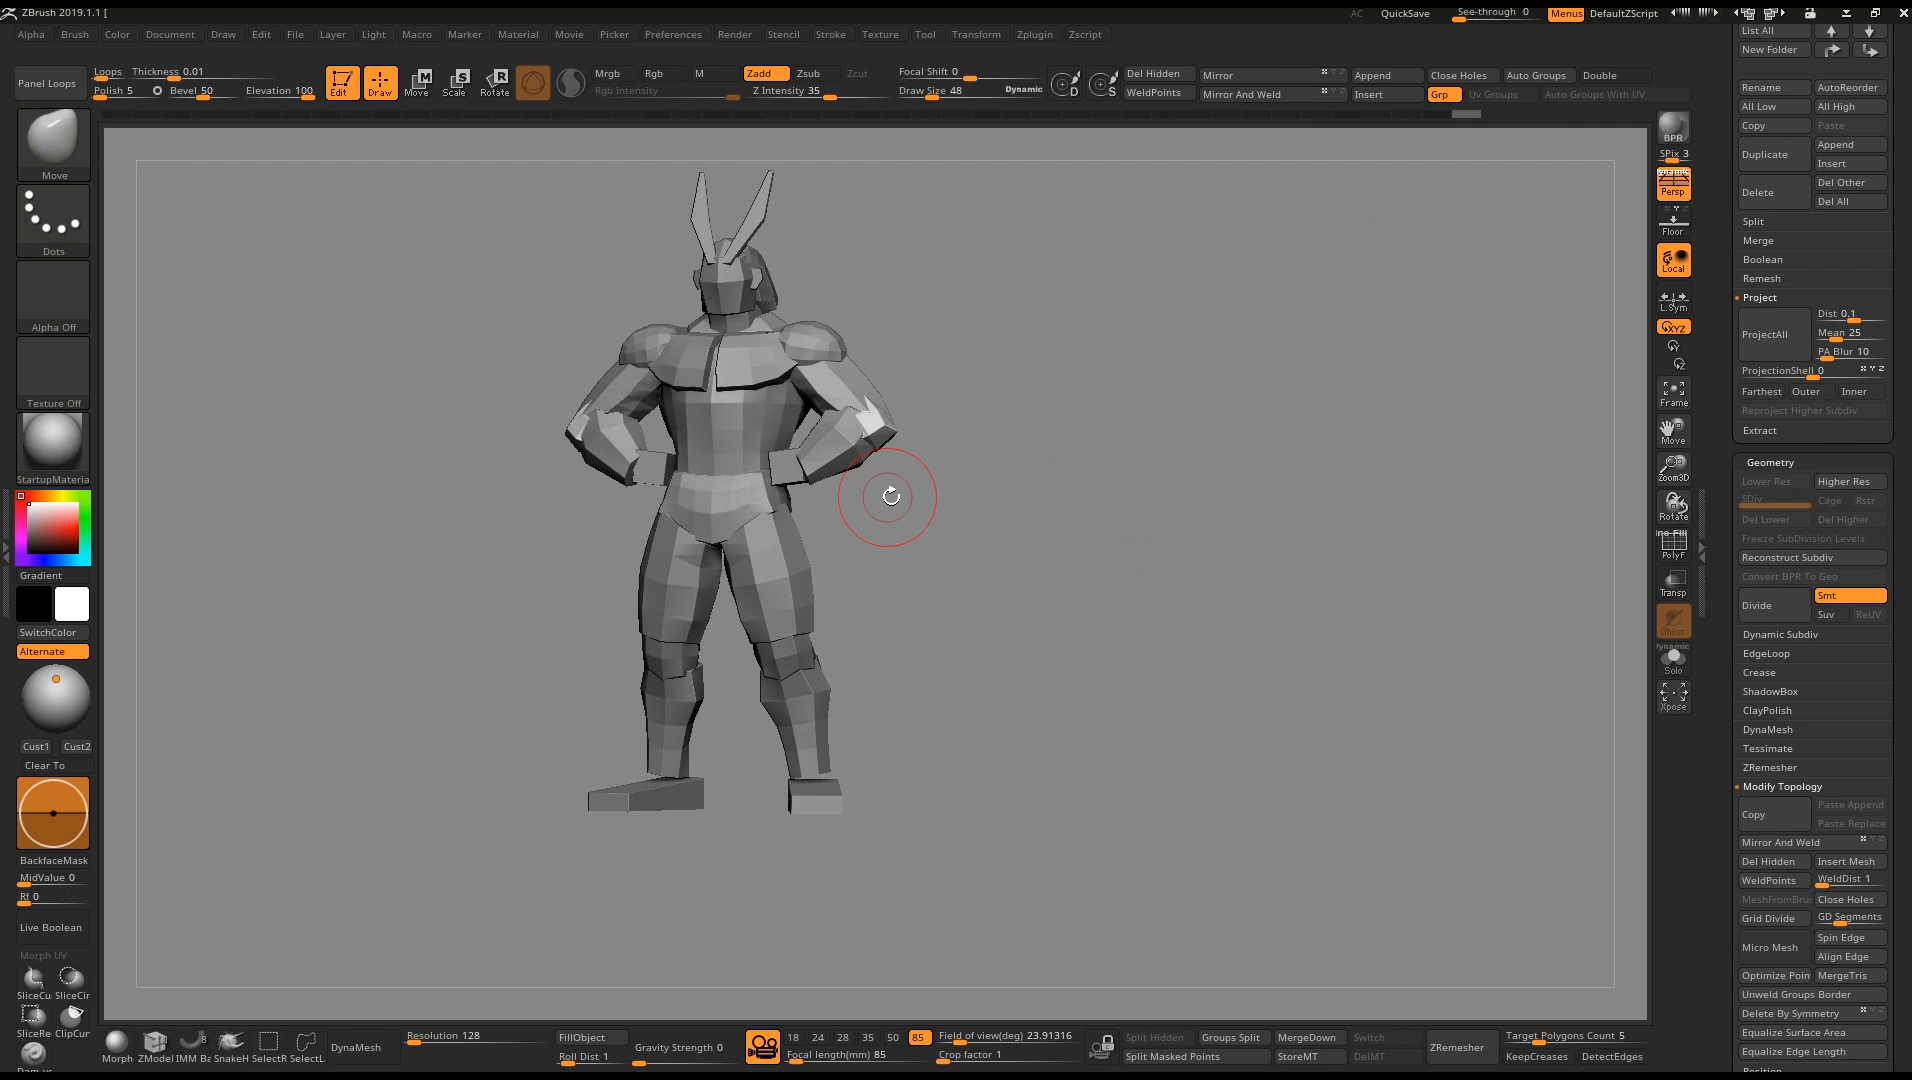 ZBrush 2019.1.1 [
AC QuickSave See-through 0 Menus DefaultZScript
Alpha Brush Color Document Draw Edit File Layer Light Macro Marker Material Movie Picker Preferences Render Stencil Stroke Texture Tool Transform Zplugin Zscript
Panel Loops
Loops Thickness 0.01
Polish 5 Bevel 50 Elevation 100
Edit Draw Move Scale Rotate
Mrgb Rgb M Zadd Zsub Zcut
Rgb Intensity Z Intensity 35
Focal Shift 0
Draw Size 48 Dynamic
D S
Del Hidden Mirror Append Close Holes Auto Groups Double
WeldPoints Mirror And Weld Insert Grp Uv Groups Auto Groups With UV
Move
Dots
Alpha Off
Texture Off
StartupMateria
Gradient
SwitchColor
Alternate
Cust1 Cust2
Clear To
BackfaceMask
MidValue 0
Rf 0
Live Boolean
Morph UV
SliceCu SliceCir
SliceRe ClipCur
BPR
SPix 3
Dynamic
Persp
Floor
Local
L.Sym
XYZ
Y
Z
Frame
Move
Zoom3D
Rotate
PolyF
Transp
Ghost
Dynamic
Solo
Xpose
List All
New Folder
Rename AutoReorder
All Low All High
Copy Paste
Duplicate Append
Insert
Delete Del Other
Del All
Split
Merge
Boolean
Remesh
Project
ProjectAll Dist 0.1
Mean 25
PA Blur 10
ProjectionShell 0
Farthest Outer Inner
Reproject Higher Subdiv
Extract
Geometry
Lower Res Higher Res
SDiv Cage Rstr
Del Lower Del Higher
Freeze SubDivision Levels
Reconstruct Subdiv
Convert BPR To Geo
Divide Smt
Suv ReUV
Dynamic Subdiv
EdgeLoop
Crease
ShadowBox
ClayPolish
DynaMesh
Tessimate
ZRemesher
Modify Topology
Copy Paste Append
Paste Replace
Mirror And Weld
Del Hidden Insert Mesh
WeldPoints WeldDist 1
MeshFromBru Close Holes
Grid Divide GD Segments
Micro Mesh Spin Edge
Align Edge
Optimize Poin MergeTris
Unweld Groups Border
Delete By Symmetry
Equalize Surface Area
Equalize Edge Length
Morph ZModel IMM Ba SnakeH SelectR SelectL
8
DynaMesh
Resolution 128
FillObject
Roll Dist 1 Gravity Strength 0
18 24 28 35 50 85 Field of view(deg) 23.91316
Focal length(mm) 85 Crop factor 1
Split Hidden Groups Split MergeDown Switch
Split Masked Points StoreMT DelMT
ZRemesher
Target Polygons Count 5
KeepCreases DetectEdges